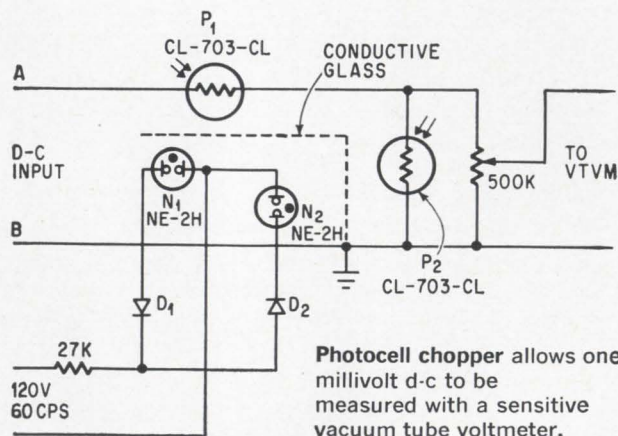 P1
CL-703-CL
CONDUCTIVE
GLASS
A
D-C
INPUT
N1
NE-2H
N2
NE-2H
500K
TO
VTVM
B
P2
CL-703-CL
D1
D2
27K
120V
60CPS
Photocell chopper allows one
millivolt d-c to be
measured with a sensitive
vacuum tube voltmeter.